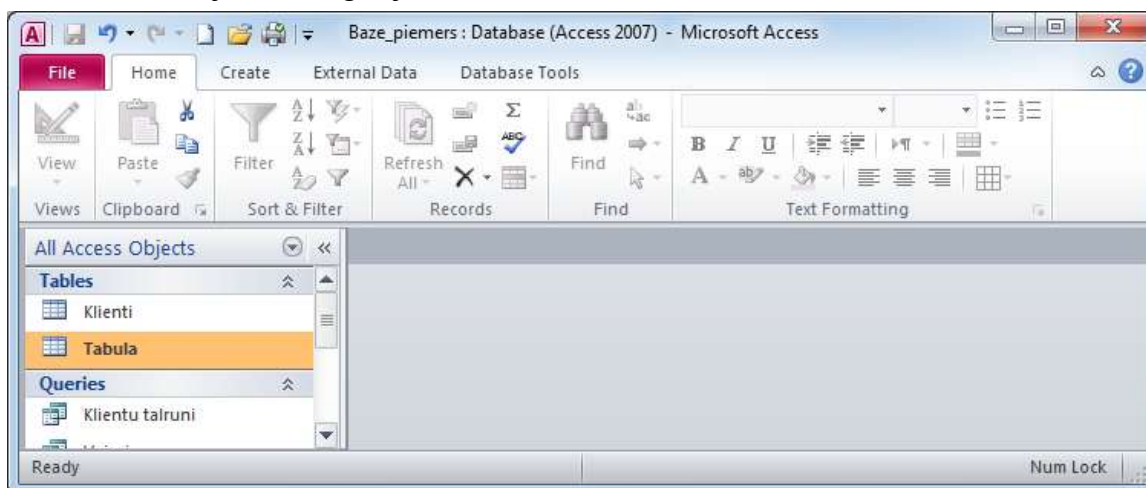 Baze_piemers : Database (Access 2007) - Microsoft Access
File Home Create External Data Database Tools
View Paste Filter Refresh All Find
Views Clipboard Sort & Filter Records Find Text Formatting
All Access Objects
Tables
Klienti
Tabula
Queries
Klientu talruni
Ready Num Lock